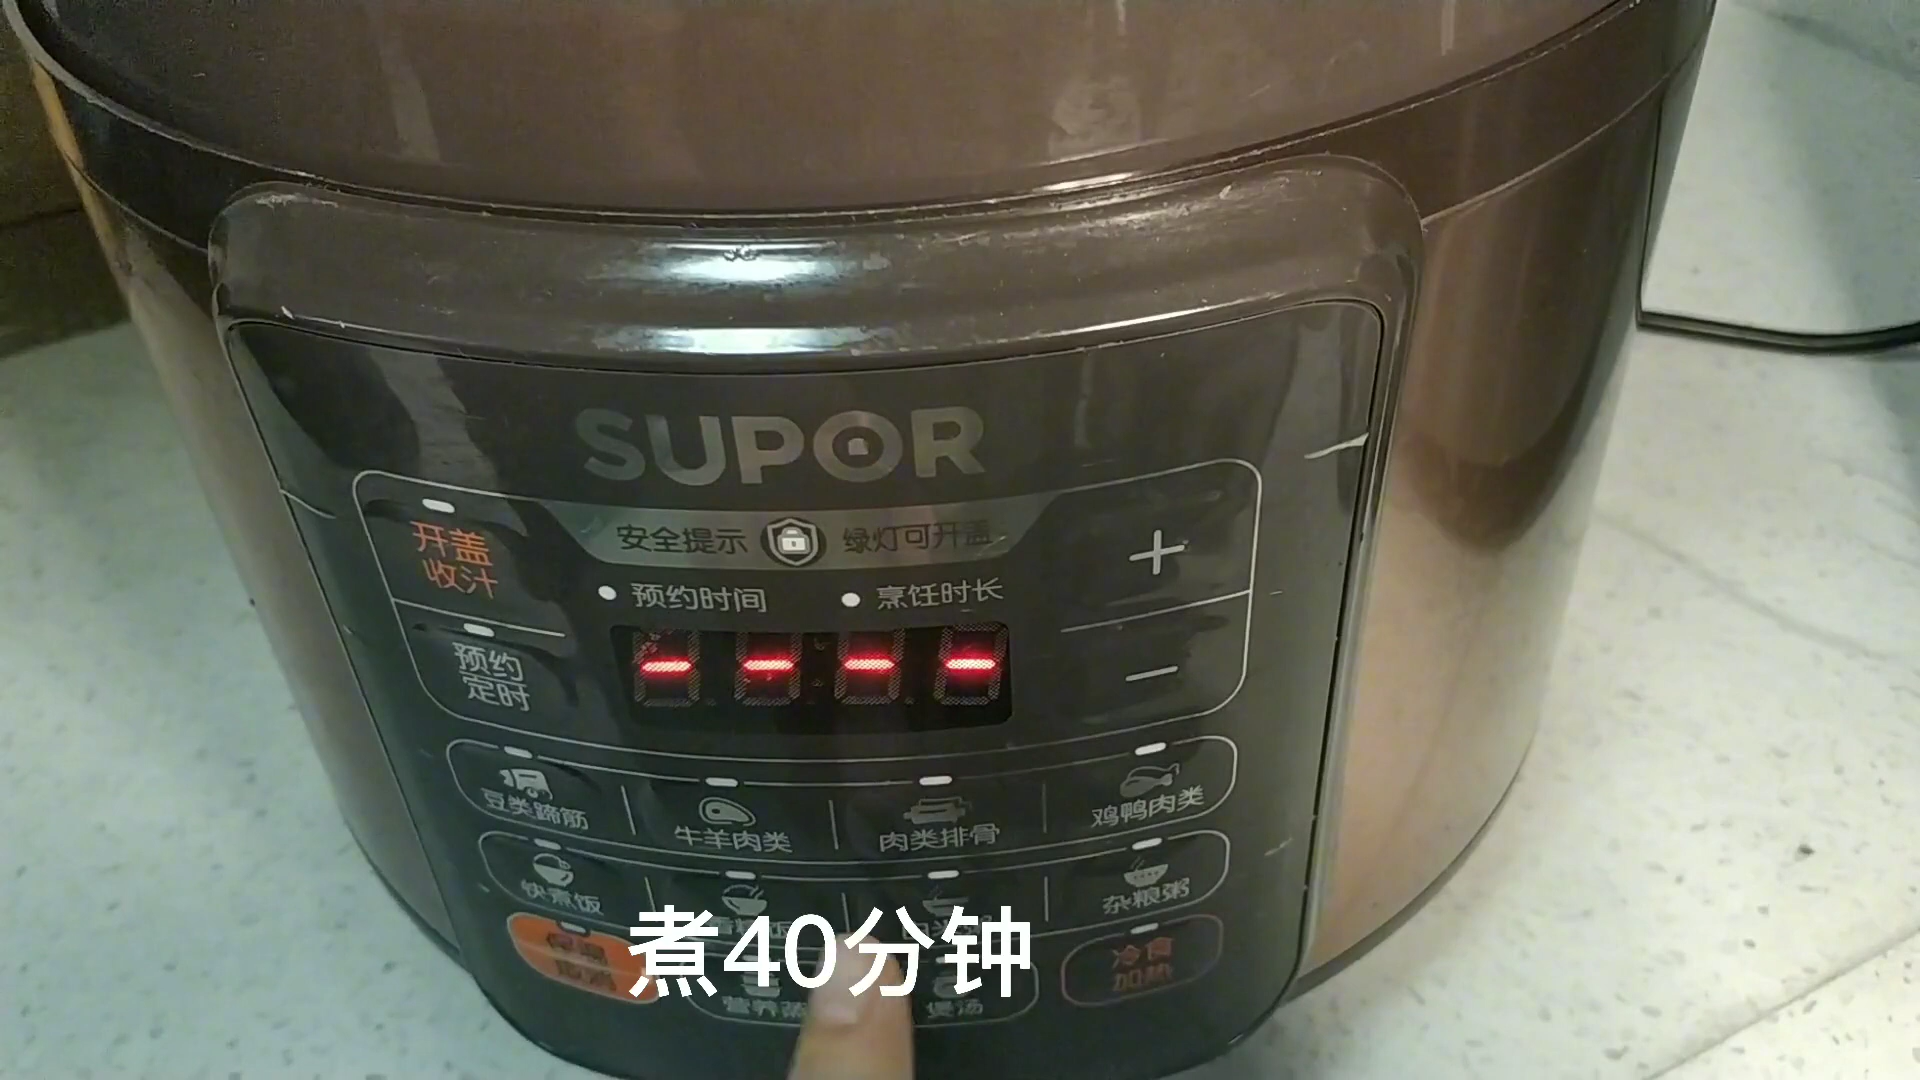 SUPOR
安全提示 绿灯可开盖
开盖
收汁
预约时间 烹饪时长
+
预约
定时
- - - -
−
豆类蹄筋 牛羊肉类 肉类排骨 鸡鸭肉类
快煮饭 杂粮粥
煮40分钟
冷食
加热
营养蒸 煲汤